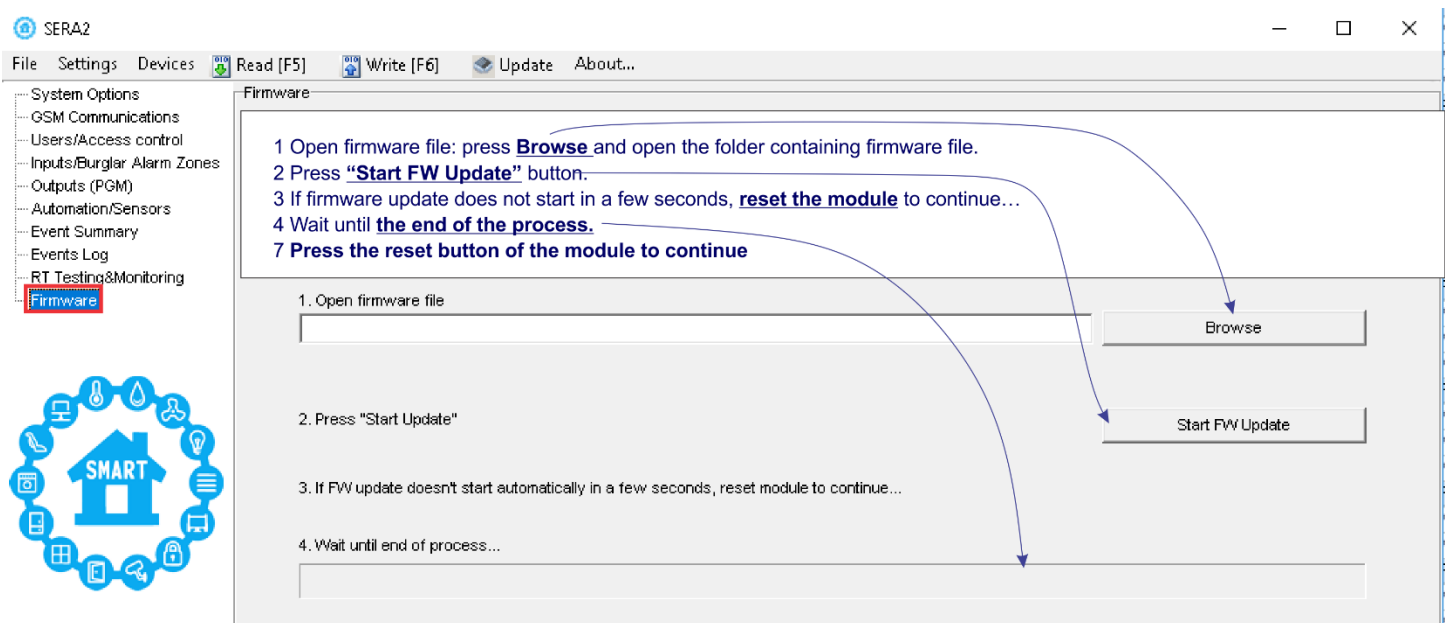 SERA2
File Settings Devices Read [F5] Write [F6] Update About...
System Options
GSM Communications
Users/Access control
Inputs/Burglar Alarm Zones
Outputs (PGM)
Automation/Sensors
Event Summary
Events Log
RT Testing&Monitoring
Firmware
SMART
Firmware
1 Open firmware file: press Browse and open the folder containing firmware file.
2 Press “Start FW Update” button.
3 If firmware update does not start in a few seconds, reset the module to continue…
4 Wait until the end of the process.
7 Press the reset button of the module to continue
1. Open firmware file
Browse
2. Press "Start Update"
Start FW Update
3. If FW update doesn't start automatically in a few seconds, reset module to continue...
4. Wait until end of process...